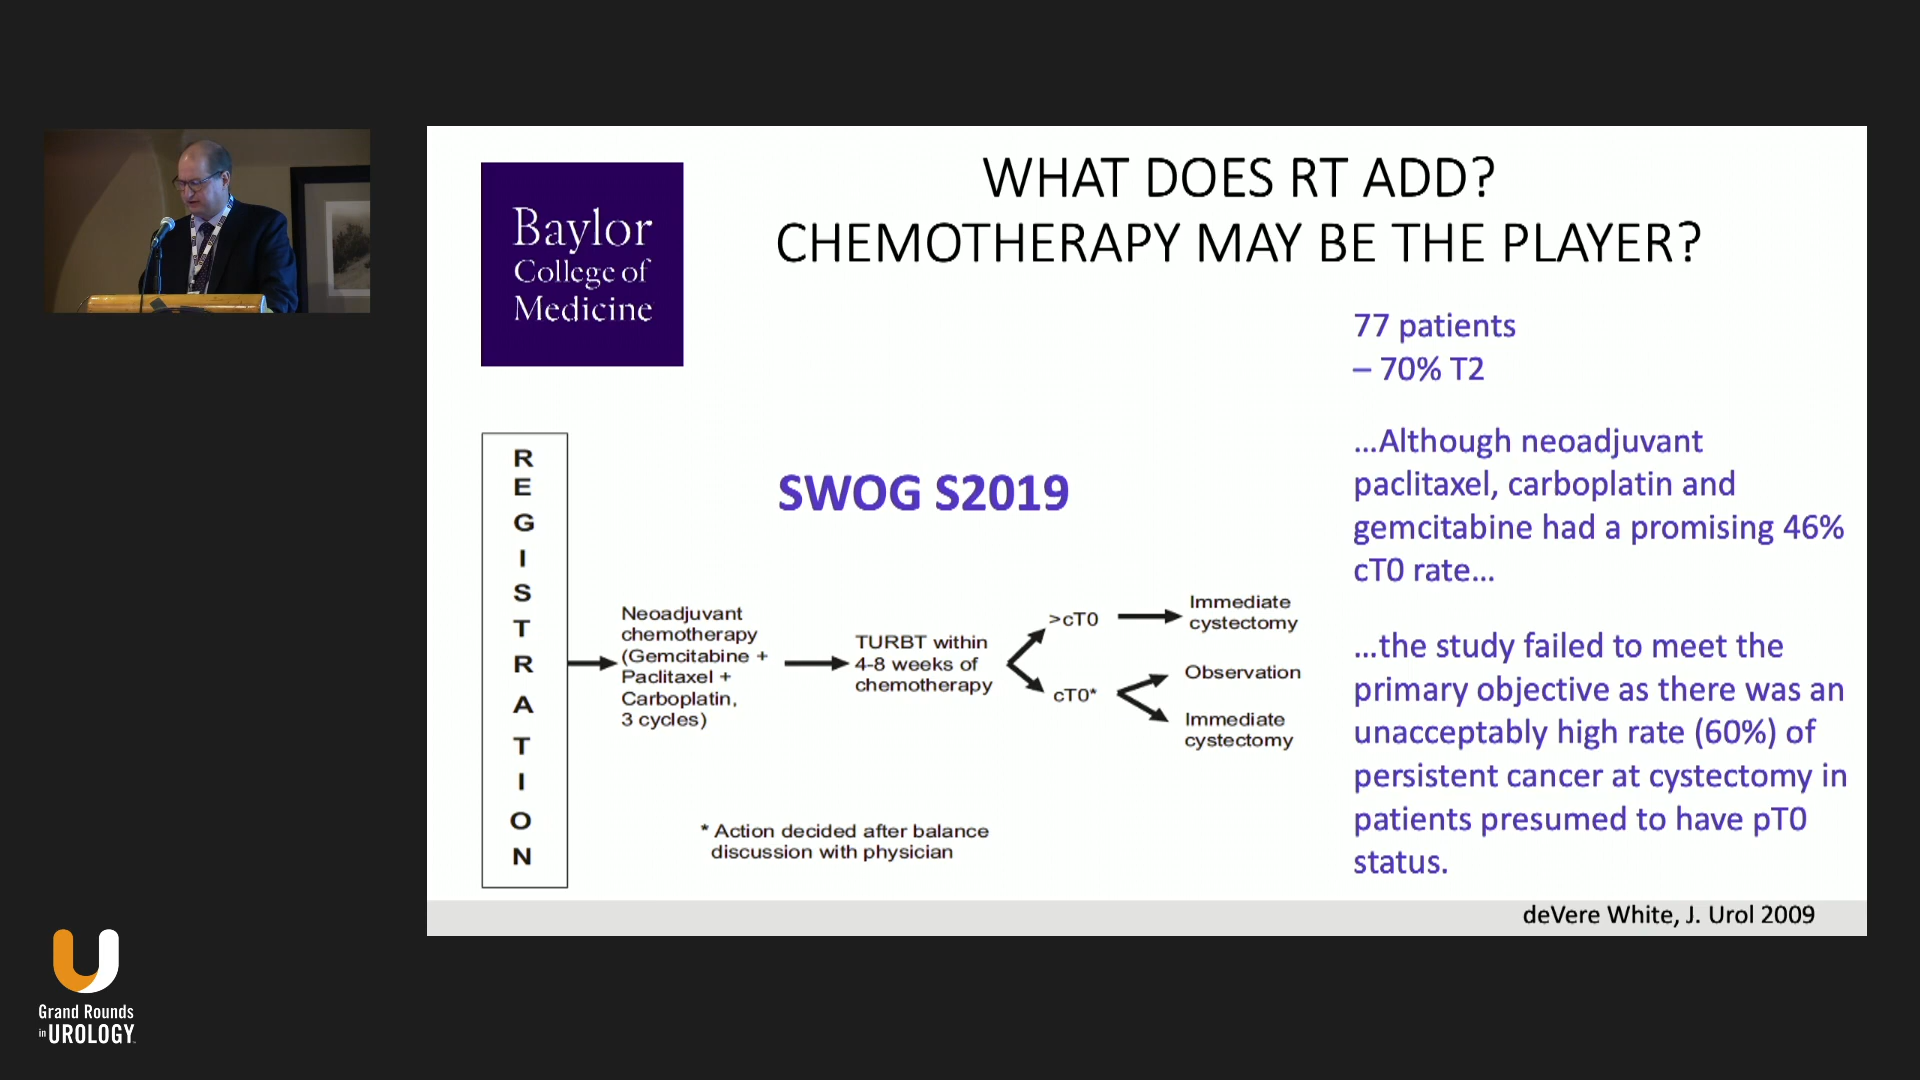 Baylor
College of
Medicine
WHAT DOES RT ADD?
CHEMOTHERAPY MAY BE THE PLAYER?
77 patients
– 70% T2
...Although neoadjuvant
paclitaxel, carboplatin and
gemcitabine had a promising 46%
cT0 rate...
...the study failed to meet the
primary objective as there was an
unacceptably high rate (60%) of
persistent cancer at cystectomy in
patients presumed to have pT0
status.
SWOG S2019
REGISTRATION
Neoadjuvant
chemotherapy
(Gemcitabine +
Paclitaxel +
Carboplatin,
3 cycles)
TURBT within
4-8 weeks of
chemotherapy
>cT0
cT0*
Immediate
cystectomy
Observation
Immediate
cystectomy
* Action decided after balance
discussion with physician
deVere White, J. Urol 2009
Grand Rounds
in UROLOGY